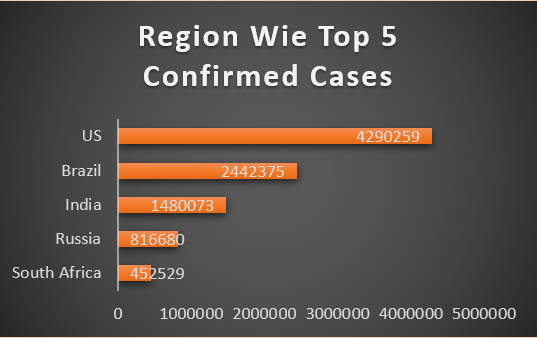 Region Wie Top 5
Confirmed Cases
US 4290259
Brazil 2442375
India 1480073
Russia 816680
South Africa 452529
0 1000000 2000000 3000000 4000000 5000000